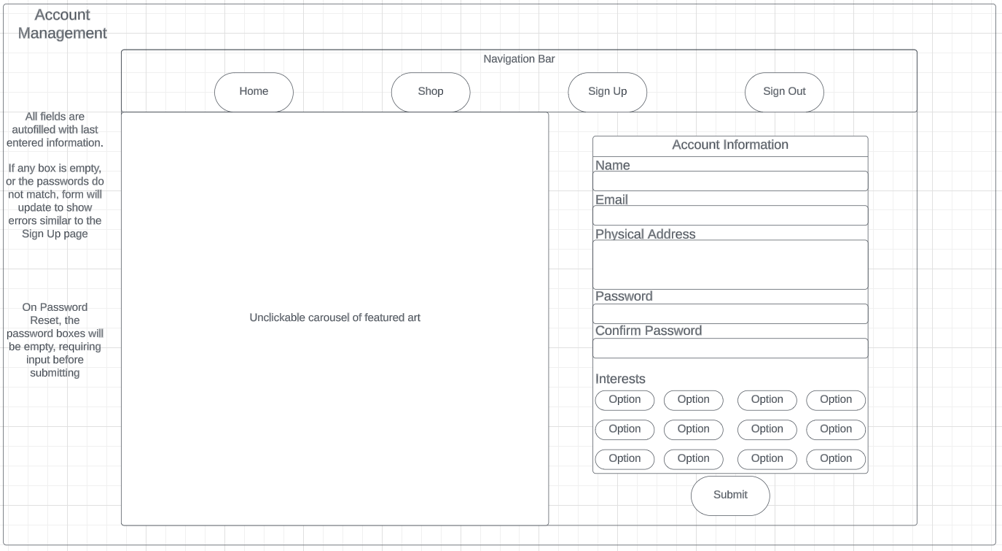 Account
Management
Navigation Bar
Home
Shop
Sign Up
Sign Out
All fields are
autofilled with last
entered information.
If any box is empty,
or the passwords do
not match, form will
update to show
errors similar to the
Sign Up page
On Password
Reset, the
password boxes will
be empty, requiring
input before
submitting
Unclickable carousel of featured art
Account Information
Name
Email
Physical Address
Password
Confirm Password
Interests
Option Option Option Option
Option Option Option Option
Option Option Option Option
Submit